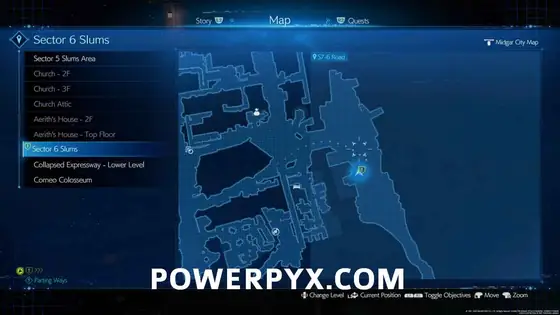 Story
Map
Quests
Sector 6 Slums
Midgar City Map
Sector 5 Slums Area
Church - 2F
Church - 3F
Church Attic
Aerith's House - 2F
Aerith's House - Top Floor
Sector 6 Slums
Collapsed Expressway - Lower Level
Corneo Colosseum
S7-6 Road
Parting Ways
POWERPYX.COM
Change Level
Current Position
Toggle Objectives
Move
Zoom